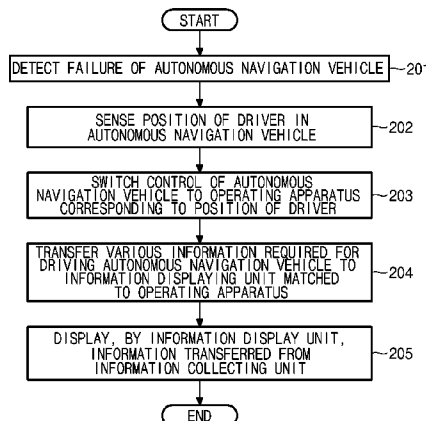 START
DETECT FAILURE OF AUTONOMOUS NAVIGATION VEHICLE
SENSE POSITION OF DRIVER IN
AUTONOMOUS NAVIGATION VEHICLE
202
SWITCH CONTROL OF AUTONOMOUS
NAVIGATION VEHICLE TO OPERATING APPARATUS
CORRESPONDING TO POSITION OF DRIVER
203
TRANSFER VARIOUS INFORMATION REQUIRED FOR
DRIVING AUTONOMOUS NAVIGATION VEHICLE TO
INFORMATION DISPLAYING UNIT MATCHED
TO OPERATING APPARATUS
204
DISPLAY, BY INFORMATION DISPLAY UNIT,
INFORMATION TRANSFERRED FROM
INFORMATION COLLECTING UNIT
205
END